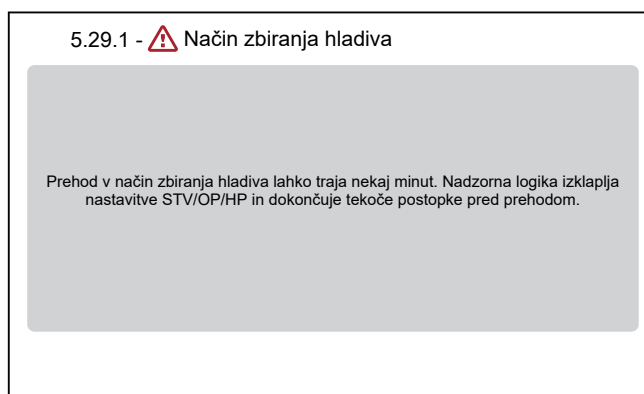 5.29.1 - Način zbiranja hladiva
Prehod v način zbiranja hladiva lahko traja nekaj minut. Nadzorna logika izklaplja
nastavitve STV/OP/HP in dokončuje tekoče postopke pred prehodom.